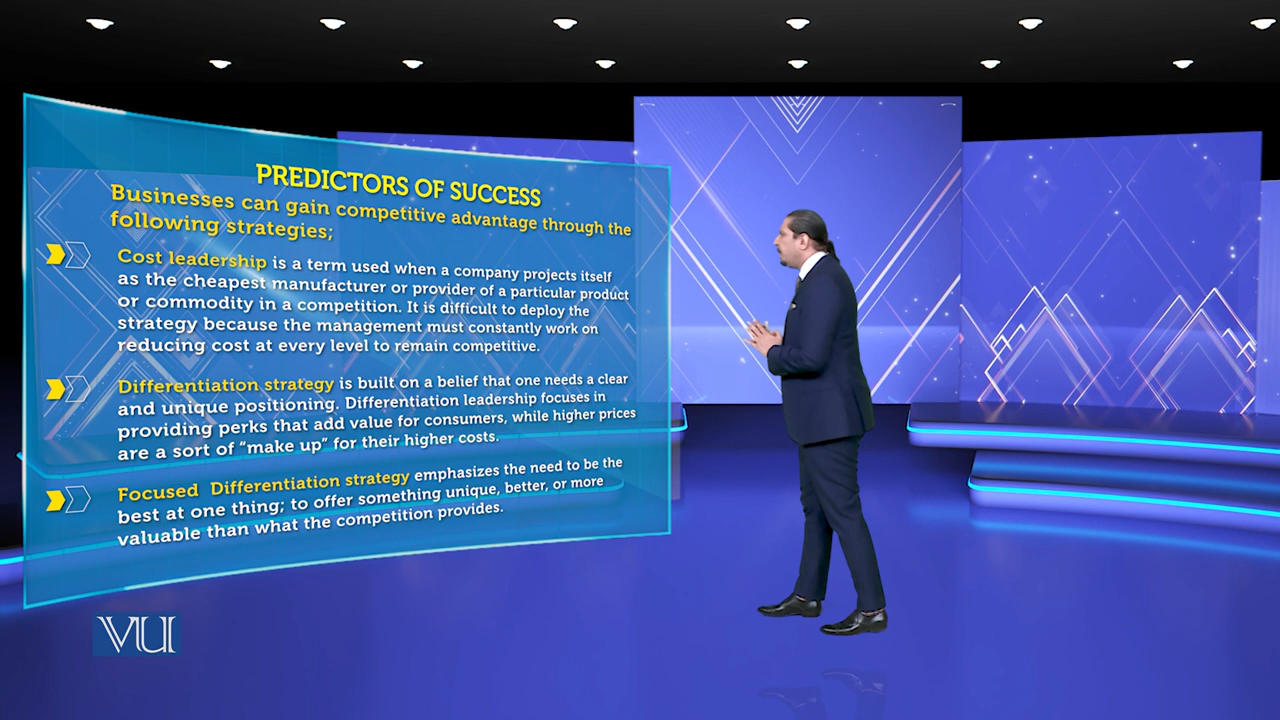 PREDICTORS OF SUCCESS
Businesses can gain competitive advantage through the
following strategies;
Cost leadership is a term used when a company projects itself
as the cheapest manufacturer or provider of a particular product
or commodity in a competition. It is difficult to deploy the
strategy because the management must constantly work on
reducing cost at every level to remain competitive.
Differentiation strategy is built on a belief that one needs a clear
and unique positioning. Differentiation leadership focuses in
providing perks that add value for consumers, while higher prices
are a sort of “make up” for their higher costs.
Focused Differentiation strategy emphasizes the need to be the
best at one thing; to offer something unique, better, or more
valuable than what the competition provides.
VU